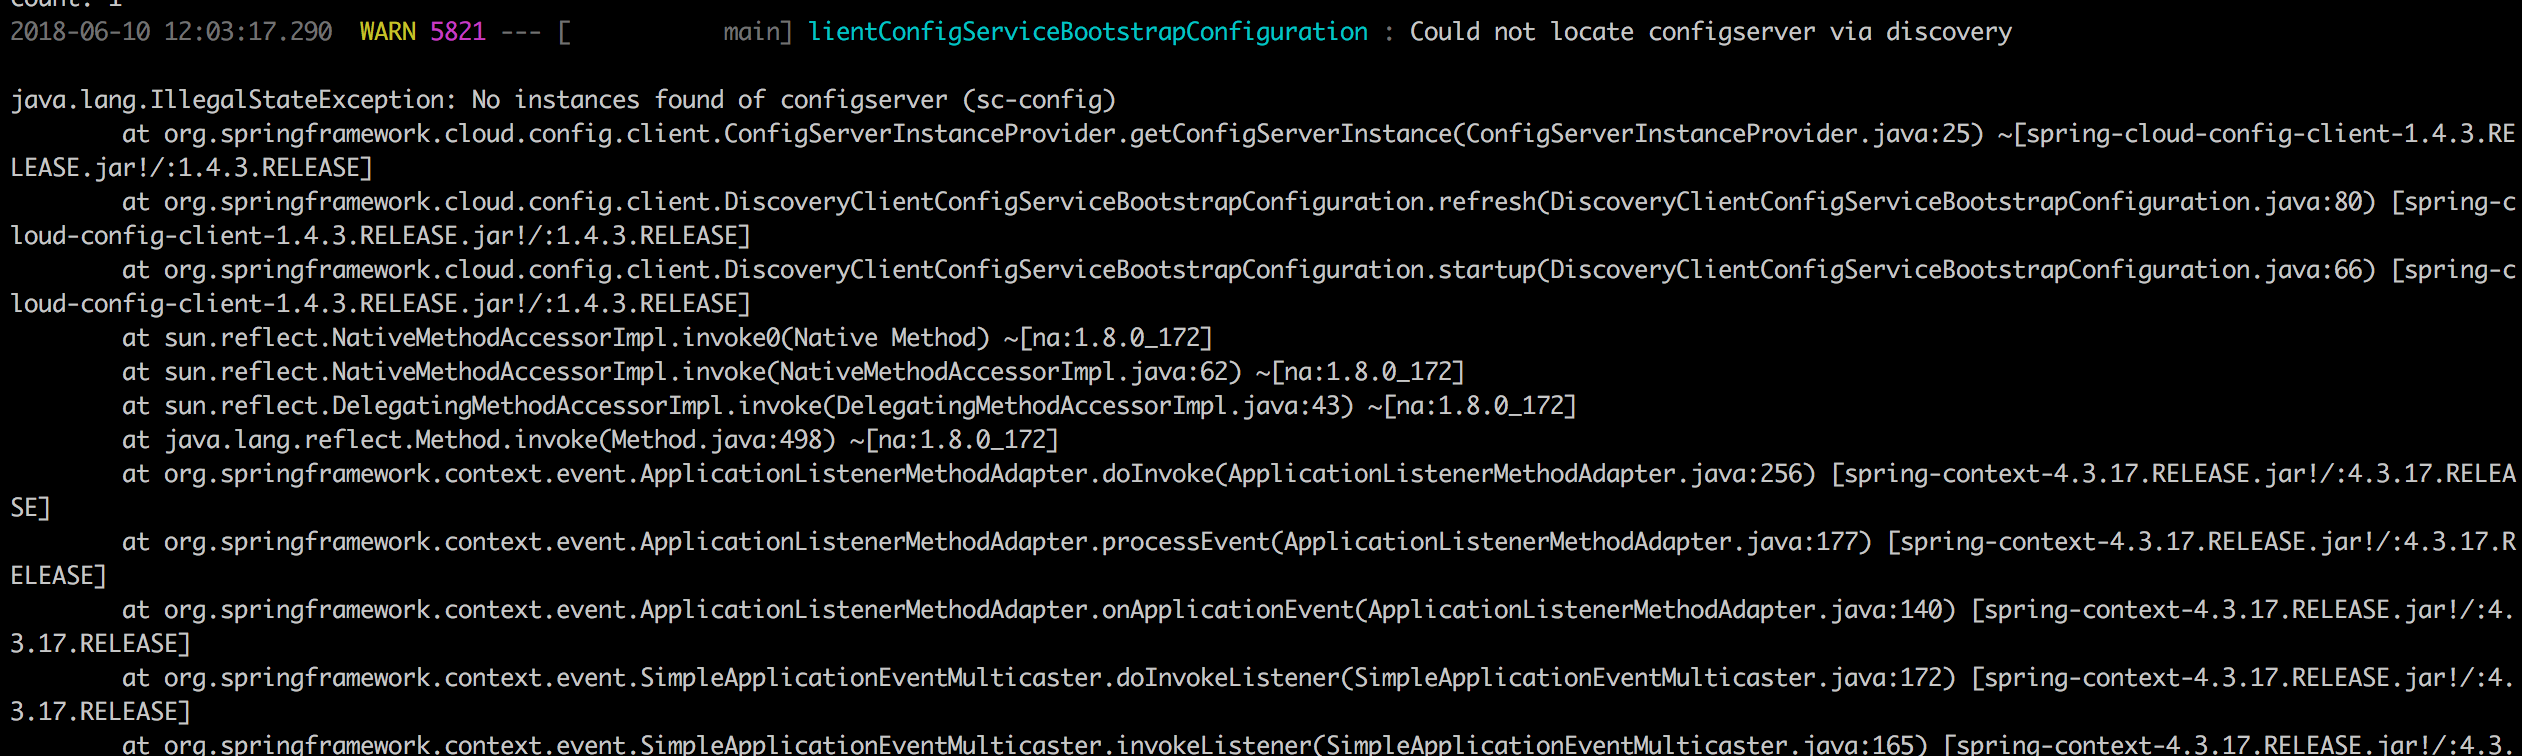 count: 1
2018-06-10 12:03:17.290  WARN 5821 --- [           main] lientConfigServiceBootstrapConfiguration : Could not locate configserver via discovery
java.lang.IllegalStateException: No instances found of configserver (sc-config)
        at org.springframework.cloud.config.client.ConfigServerInstanceProvider.getConfigServerInstance(ConfigServerInstanceProvider.java:25) ~[spring-cloud-config-client-1.4.3.RE
LEASE.jar!/:1.4.3.RELEASE]
        at org.springframework.cloud.config.client.DiscoveryClientConfigServiceBootstrapConfiguration.refresh(DiscoveryClientConfigServiceBootstrapConfiguration.java:80) [spring-c
loud-config-client-1.4.3.RELEASE.jar!/:1.4.3.RELEASE]
        at org.springframework.cloud.config.client.DiscoveryClientConfigServiceBootstrapConfiguration.startup(DiscoveryClientConfigServiceBootstrapConfiguration.java:66) [spring-c
loud-config-client-1.4.3.RELEASE.jar!/:1.4.3.RELEASE]
        at sun.reflect.NativeMethodAccessorImpl.invoke0(Native Method) ~[na:1.8.0_172]
        at sun.reflect.NativeMethodAccessorImpl.invoke(NativeMethodAccessorImpl.java:62) ~[na:1.8.0_172]
        at sun.reflect.DelegatingMethodAccessorImpl.invoke(DelegatingMethodAccessorImpl.java:43) ~[na:1.8.0_172]
        at java.lang.reflect.Method.invoke(Method.java:498) ~[na:1.8.0_172]
        at org.springframework.context.event.ApplicationListenerMethodAdapter.doInvoke(ApplicationListenerMethodAdapter.java:256) [spring-context-4.3.17.RELEASE.jar!/:4.3.17.RELEA
SE]
        at org.springframework.context.event.ApplicationListenerMethodAdapter.processEvent(ApplicationListenerMethodAdapter.java:177) [spring-context-4.3.17.RELEASE.jar!/:4.3.17.R
ELEASE]
        at org.springframework.context.event.ApplicationListenerMethodAdapter.onApplicationEvent(ApplicationListenerMethodAdapter.java:140) [spring-context-4.3.17.RELEASE.jar!/:4.
3.17.RELEASE]
        at org.springframework.context.event.SimpleApplicationEventMulticaster.doInvokeListener(SimpleApplicationEventMulticaster.java:172) [spring-context-4.3.17.RELEASE.jar!/:4.
3.17.RELEASE]
        at org.springframework.context.event.SimpleApplicationEventMulticaster.invokeListener(SimpleApplicationEventMulticaster.java:165) [spring-context-4.3.17.RELEASE.jar!/:4.3.